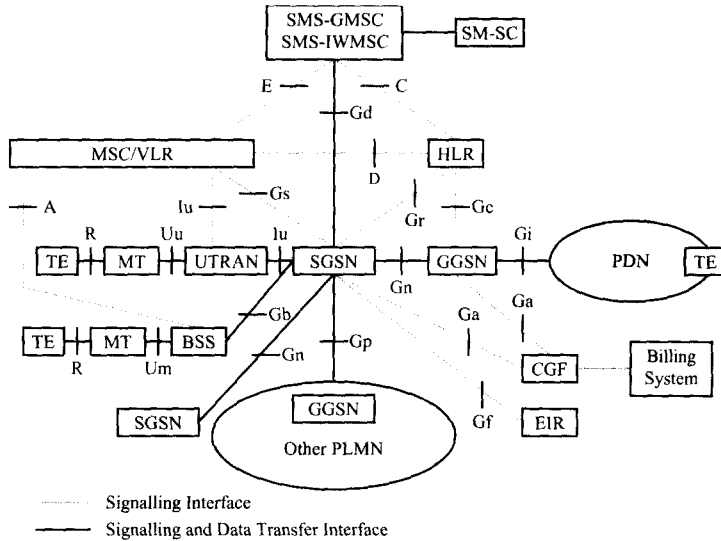 SMS-GMSC
SMS-IWMSC
SM-SC
E
C
Gd
MSC/VLR
HLR
D
A
Iu
Gs
Gr
Gc
R
Uu
Iu
Gi
TE
MT
UTRAN
SGSN
Gn
GGSN
PDN
TE
Gb
Ga
Ga
TE
R
MT
Um
BSS
Gn
Gp
CGF
Billing
System
SGSN
GGSN
Gf
EIR
Other PLMN
Signalling Interface
Signalling and Data Transfer Interface